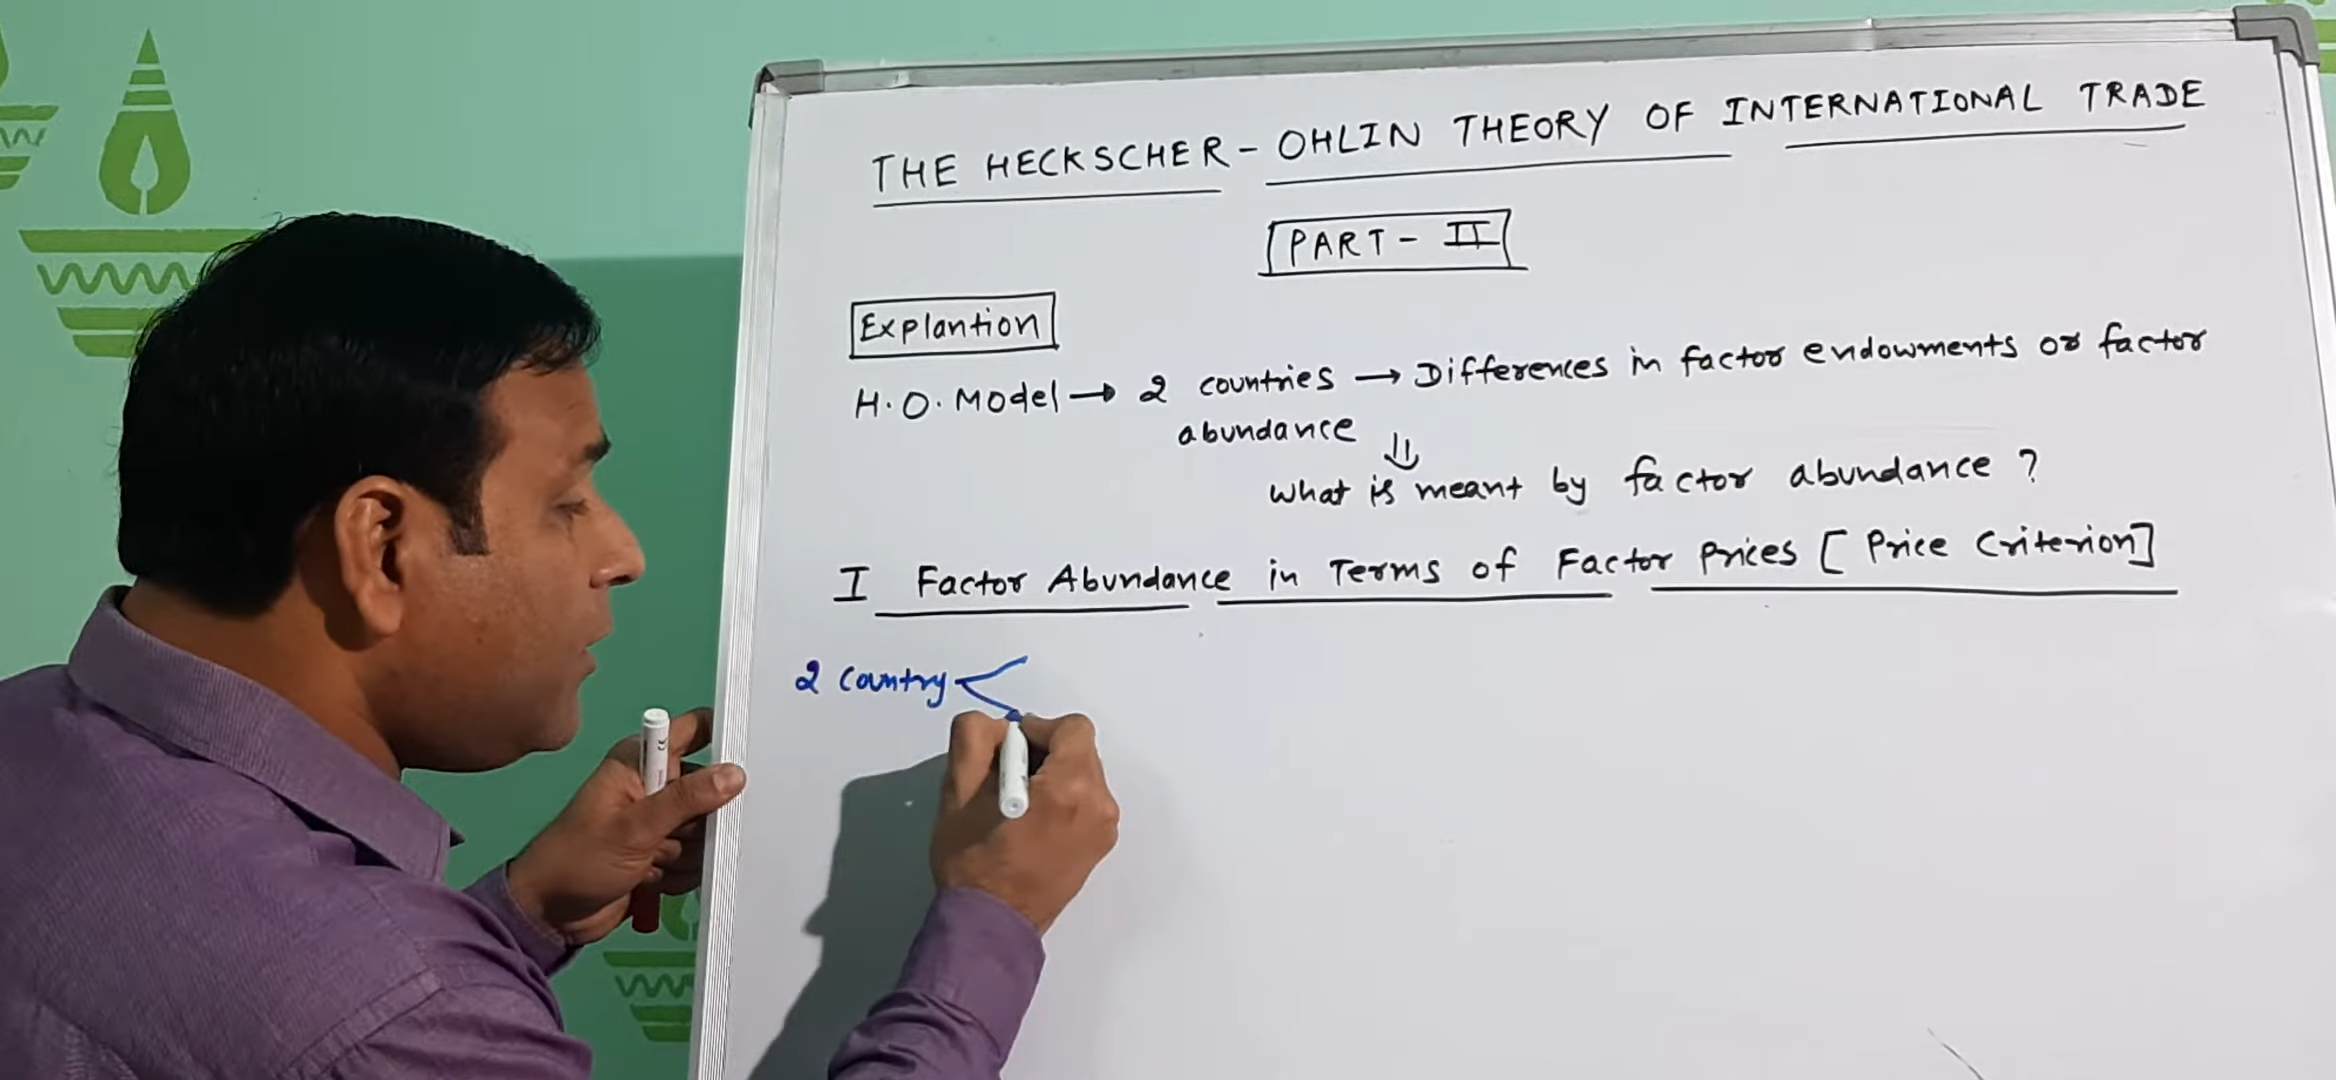 THE HECKSCHER - OHLIN THEORY OF INTERNATIONAL TRADE
PART - II
Explantion
H.O. Model → 2 countries → Differences in factor endowments or factor
abundance
⇓
what is meant by factor abundance ?
I Factor Abundance in Terms of Factor Prices [Price Criterion]
2 Country